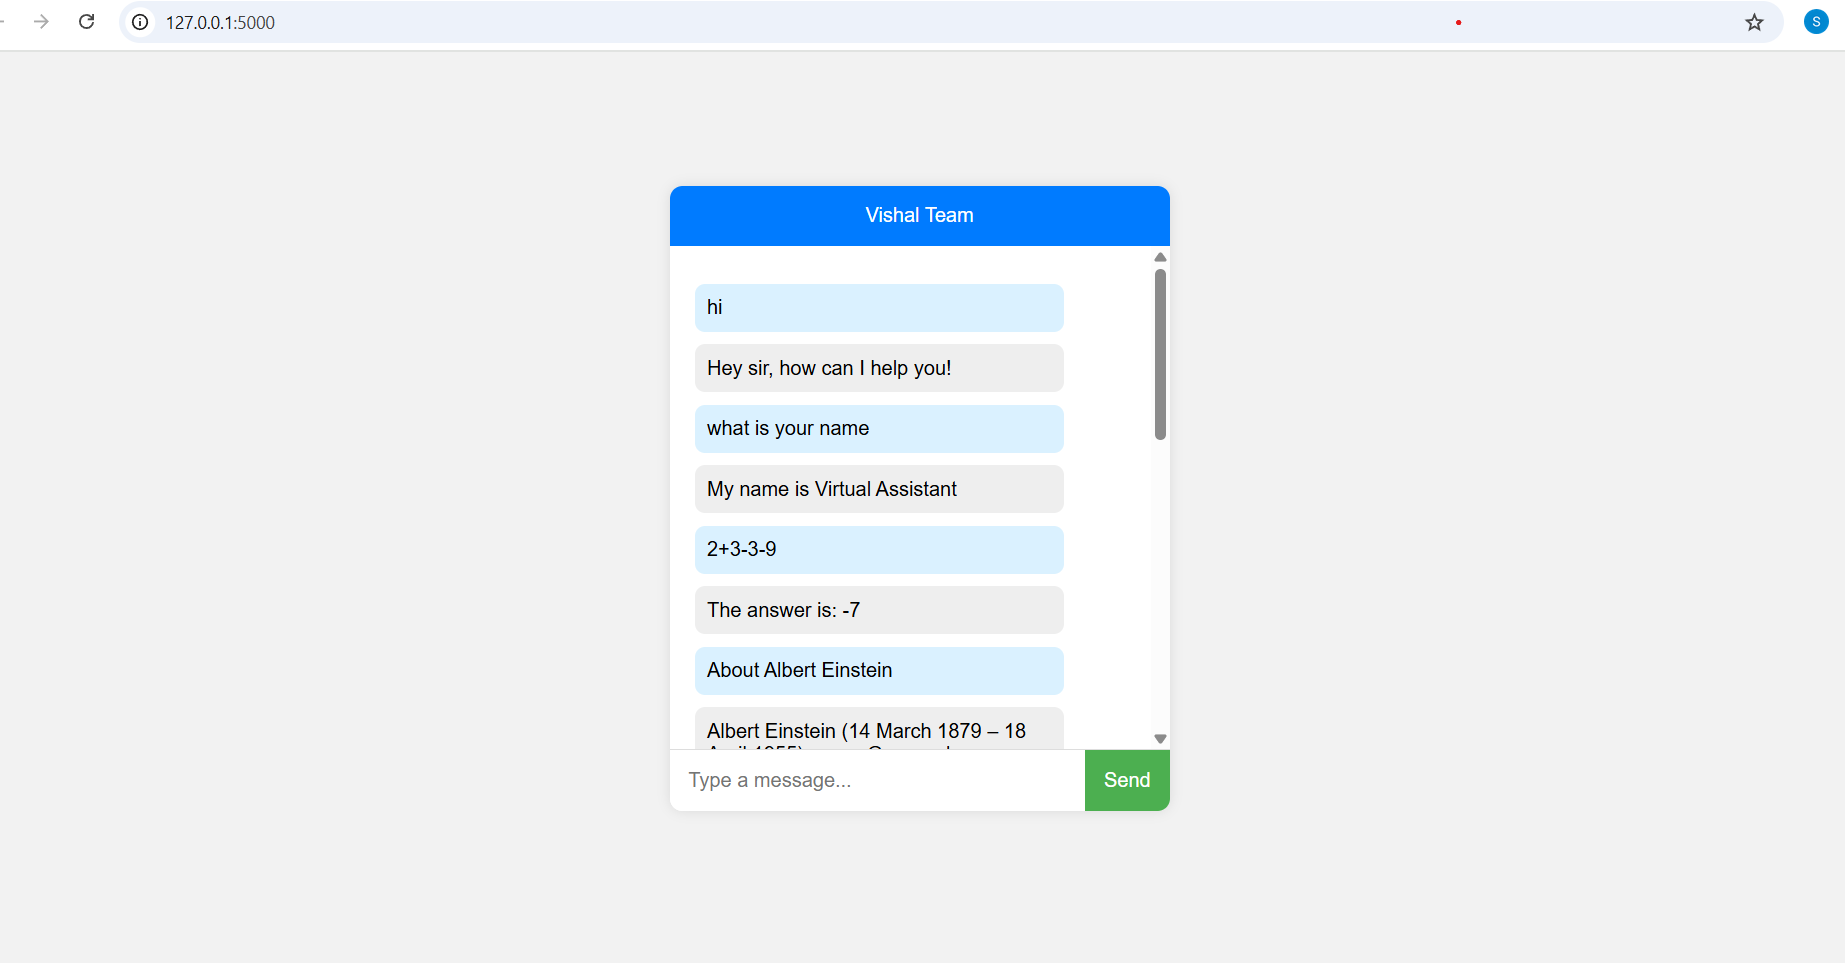 127.0.0.1:5000
S
Vishal Team
hi
Hey sir, how can I help you!
what is your name
My name is Virtual Assistant
2+3-3-9
The answer is: -7
About Albert Einstein
Albert Einstein (14 March 1879 – 18
Type a message...
Send